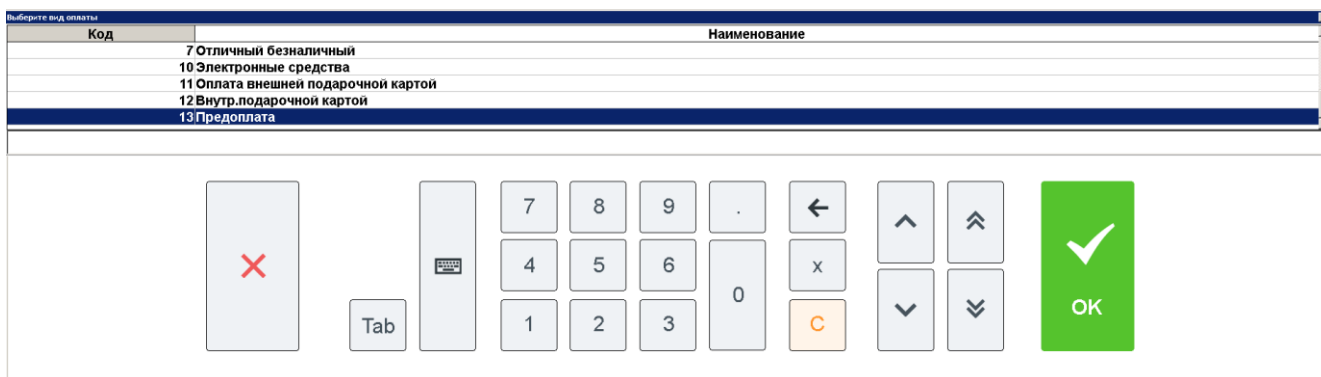 Выберите вид оплаты
Код Наименование
7 Отличный безналичный
10 Электронные средства
11 Оплата внешней подарочной картой
12 Внутр.подарочной картой
13 Предоплата
7 8 9 .
4 5 6 x
0
Tab 1 2 3 C
OK